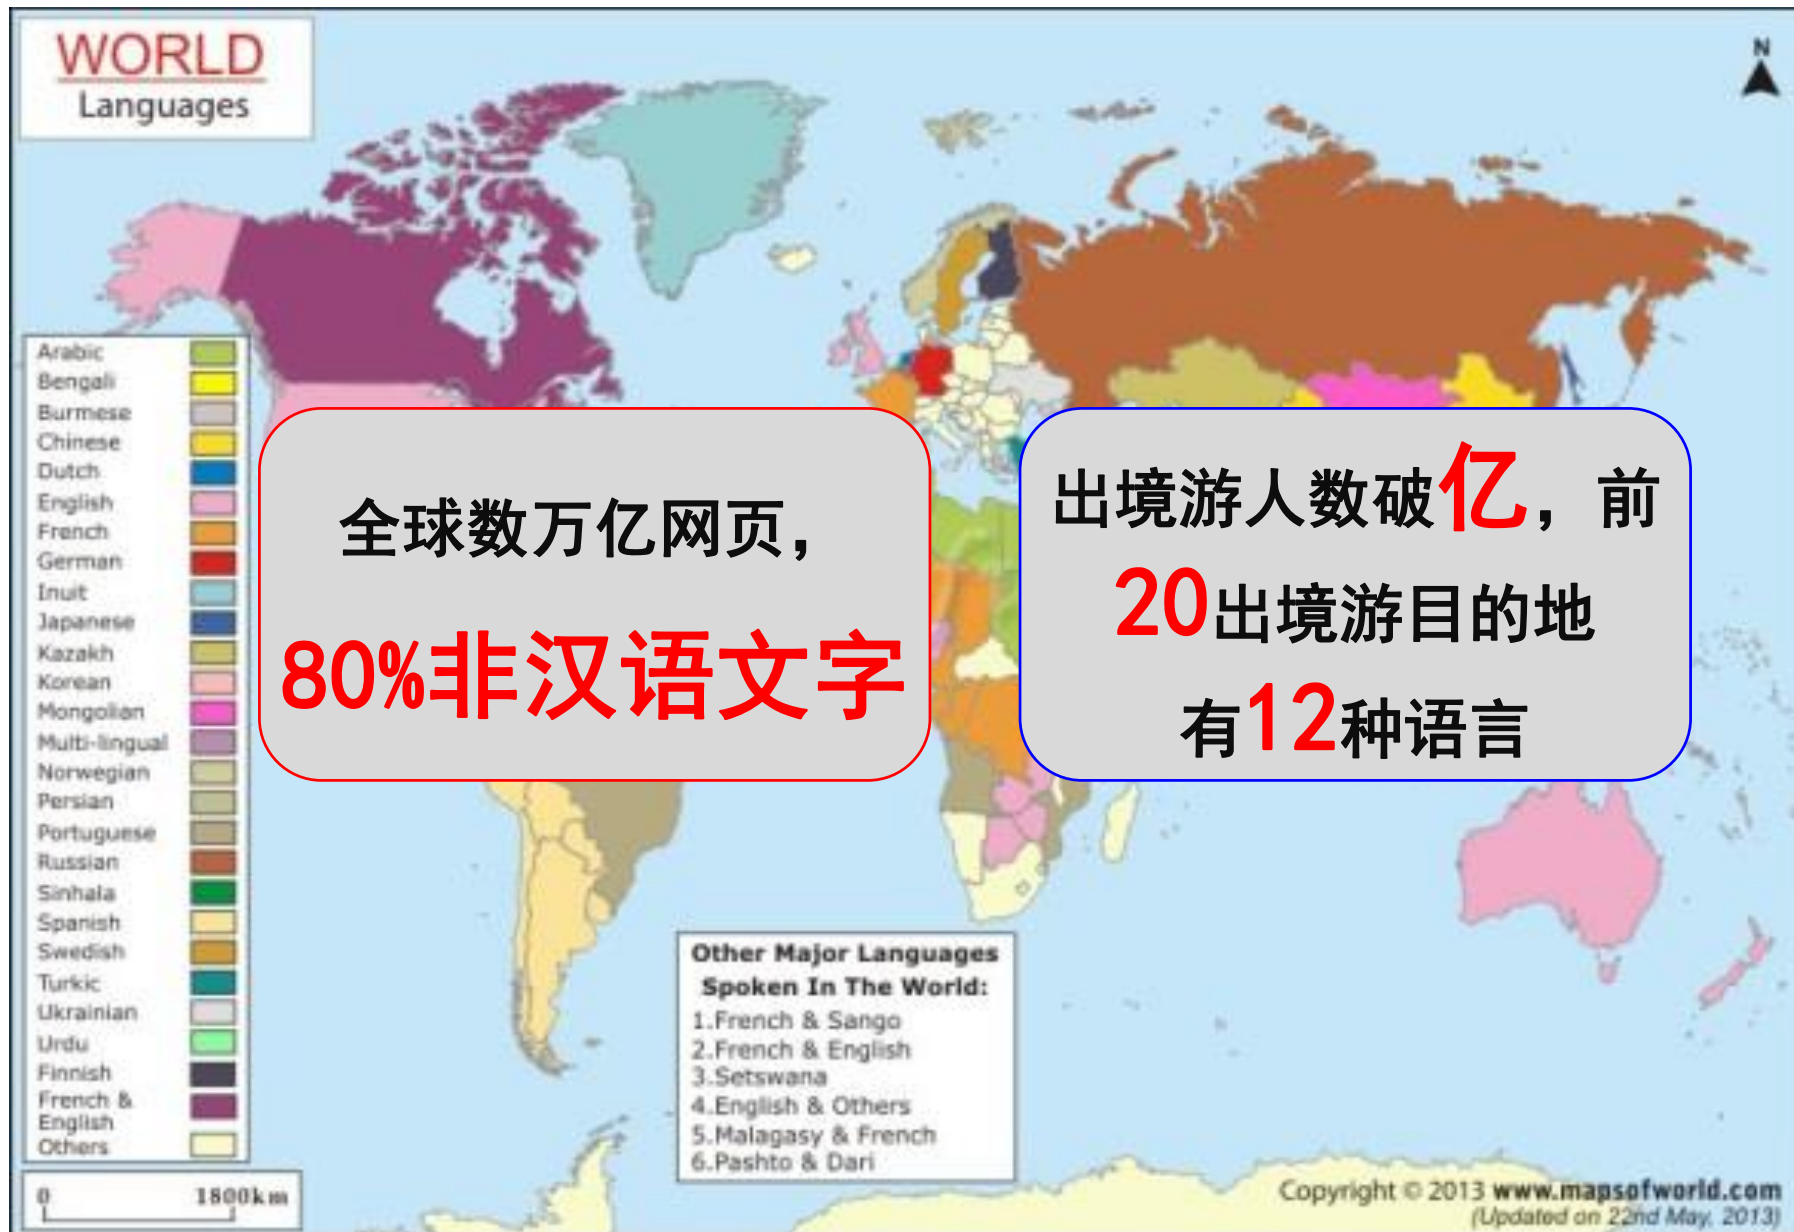 WORLD
Languages
N
Arabic
Bengali
Burmese
Chinese
Dutch
English
French
German
Inuit
Japanese
Kazakh
Korean
Mongolian
Multi-lingual
Norwegian
Persian
Portuguese
Russian
Sinhala
Spanish
Swedish
Turkic
Ukrainian
Urdu
Finnish
French &
English
Others
0 1800km
全球数万亿网页，
80%非汉语文字
出境游人数破亿，前
20出境游目的地
有12种语言
Other Major Languages
Spoken In The World:
1.French & Sango
2.French & English
3.Setswana
4.English & Others
5.Malagasy & French
6.Pashto & Dari
Copyright © 2013 www.mapsofworld.com
(Updated on 22nd May, 2013)